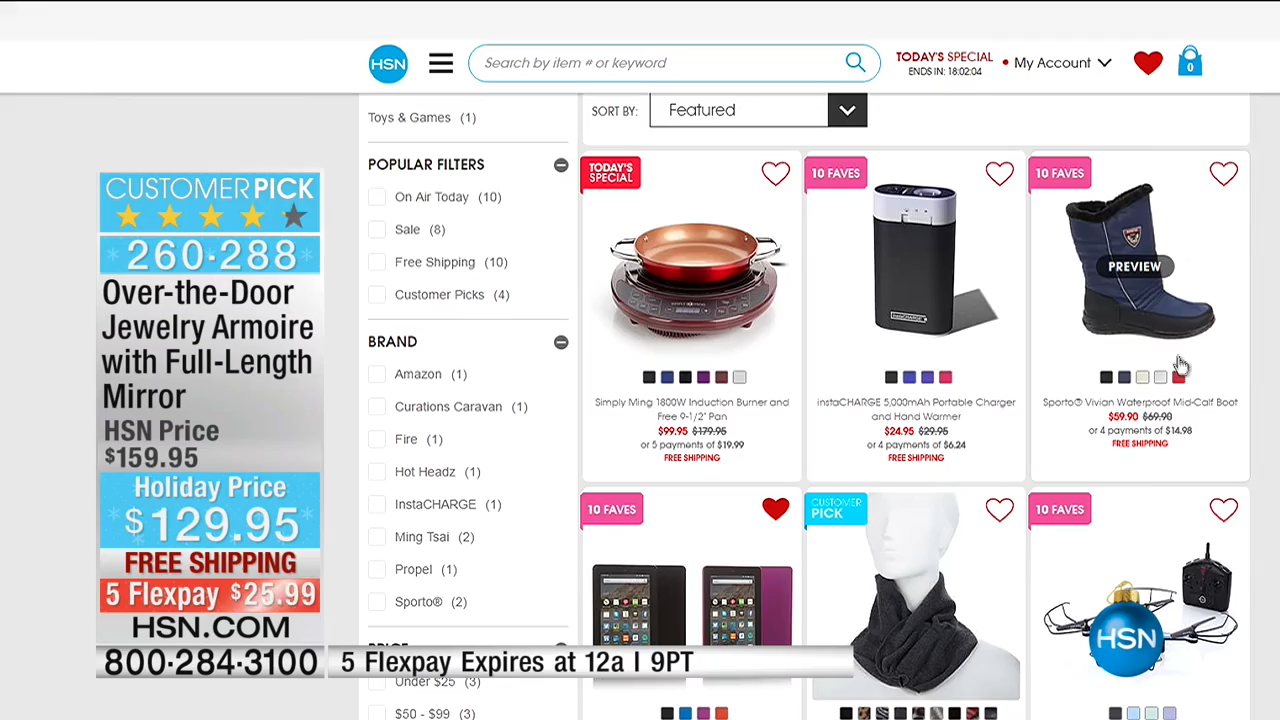 HSN
Search by item # or keyword
TODAY'S SPECIAL
ENDS IN: 18:02:04
My Account
0
Toys & Games (1)
SORT BY:
Featured
POPULAR FILTERS
On Air Today (10)
Sale (8)
Free Shipping (10)
Customer Picks (4)
BRAND
Amazon (1)
Curations Caravan (1)
Fire (1)
Hot Headz (1)
InstaCHARGE (1)
Ming Tsai (2)
Propel (1)
Sporto® (2)
PRICE
Under $25 (3)
$50 - $99 (3)
TODAY'S
SPECIAL
Simply Ming 1800W Induction Burner and
Free 9-1/2" Pan
$99.95 $179.95
or 5 payments of $19.99
FREE SHIPPING
10 FAVES
instaCHARGE
instaCHARGE 5,000mAh Portable Charger
and Hand Warmer
$24.95 $29.95
or 4 payments of $6.24
FREE SHIPPING
10 FAVES
PREVIEW
Sporto® Vivian Waterproof Mid-Calf Boot
$59.90 $69.90
or 4 payments of $14.98
FREE SHIPPING
10 FAVES
CUSTOMER
PICK
10 FAVES
CUSTOMER PICK
260·288
Over-the-Door
Jewelry Armoire
with Full-Length
Mirror
HSN Price
$159.95
Holiday Price
$129.95
FREE SHIPPING
5 Flexpay $25.99
HSN.COM
800·284·3100
5 Flexpay Expires at 12a | 9PT
HSN